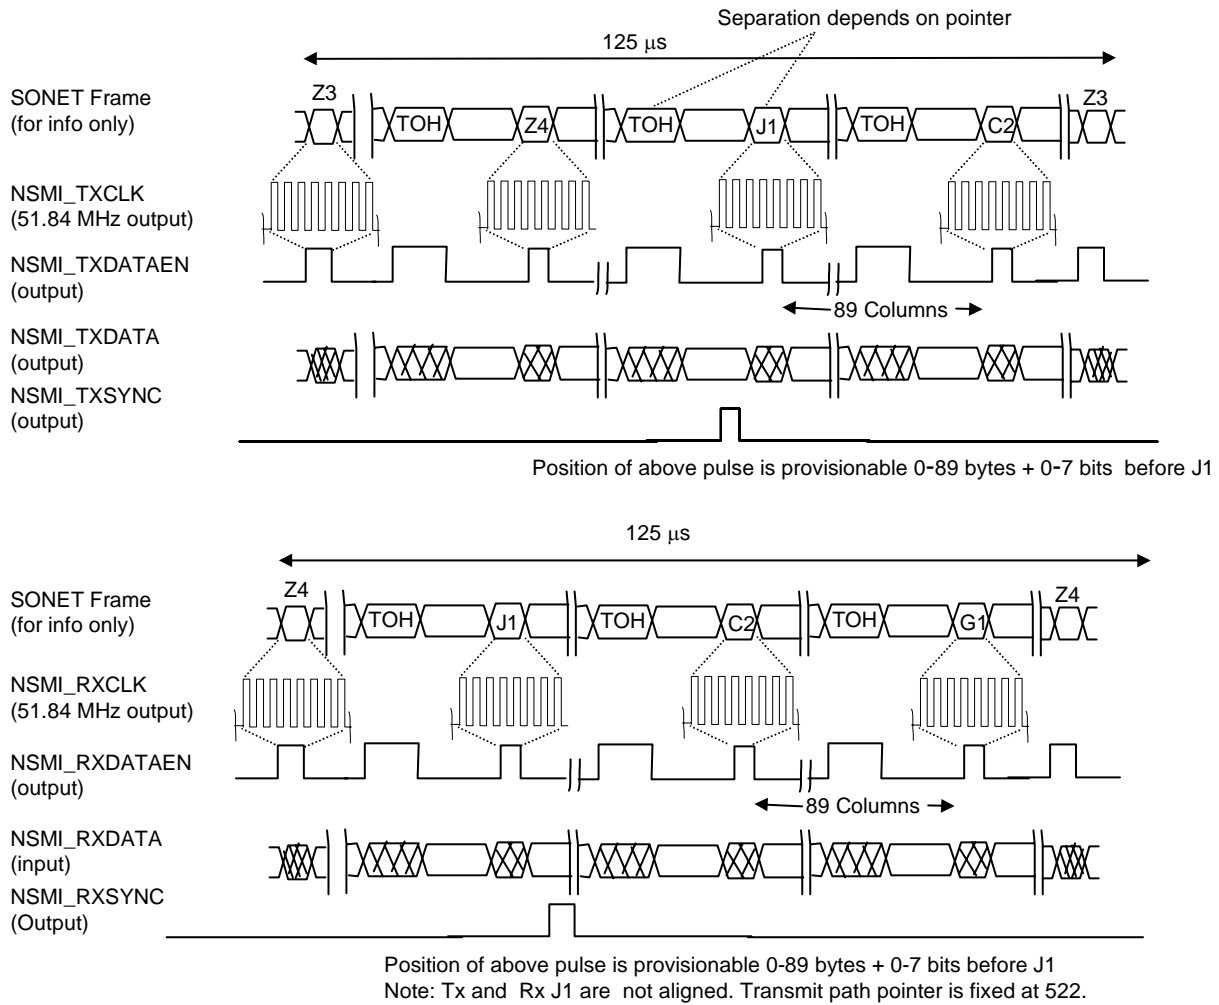 Separation depends on pointer
125 μs
SONET Frame
(for info only)
Z3
TOH
Z4
TOH
J1
TOH
C2
Z3
NSMI_TXCLK
(51.84 MHz output)
NSMI_TXDATAEN
(output)
89 Columns
NSMI_TXDATA
(output)
NSMI_TXSYNC
(output)
Position of above pulse is provisionable 0-89 bytes + 0-7 bits before J1
125 μs
SONET Frame
(for info only)
Z4
TOH
J1
TOH
C2
TOH
G1
Z4
NSMI_RXCLK
(51.84 MHz output)
NSMI_RXDATAEN
(output)
89 Columns
NSMI_RXDATA
(input)
NSMI_RXSYNC
(Output)
Position of above pulse is provisionable 0-89 bytes + 0-7 bits before J1
Note: Tx and Rx J1 are not aligned. Transmit path pointer is fixed at 522.